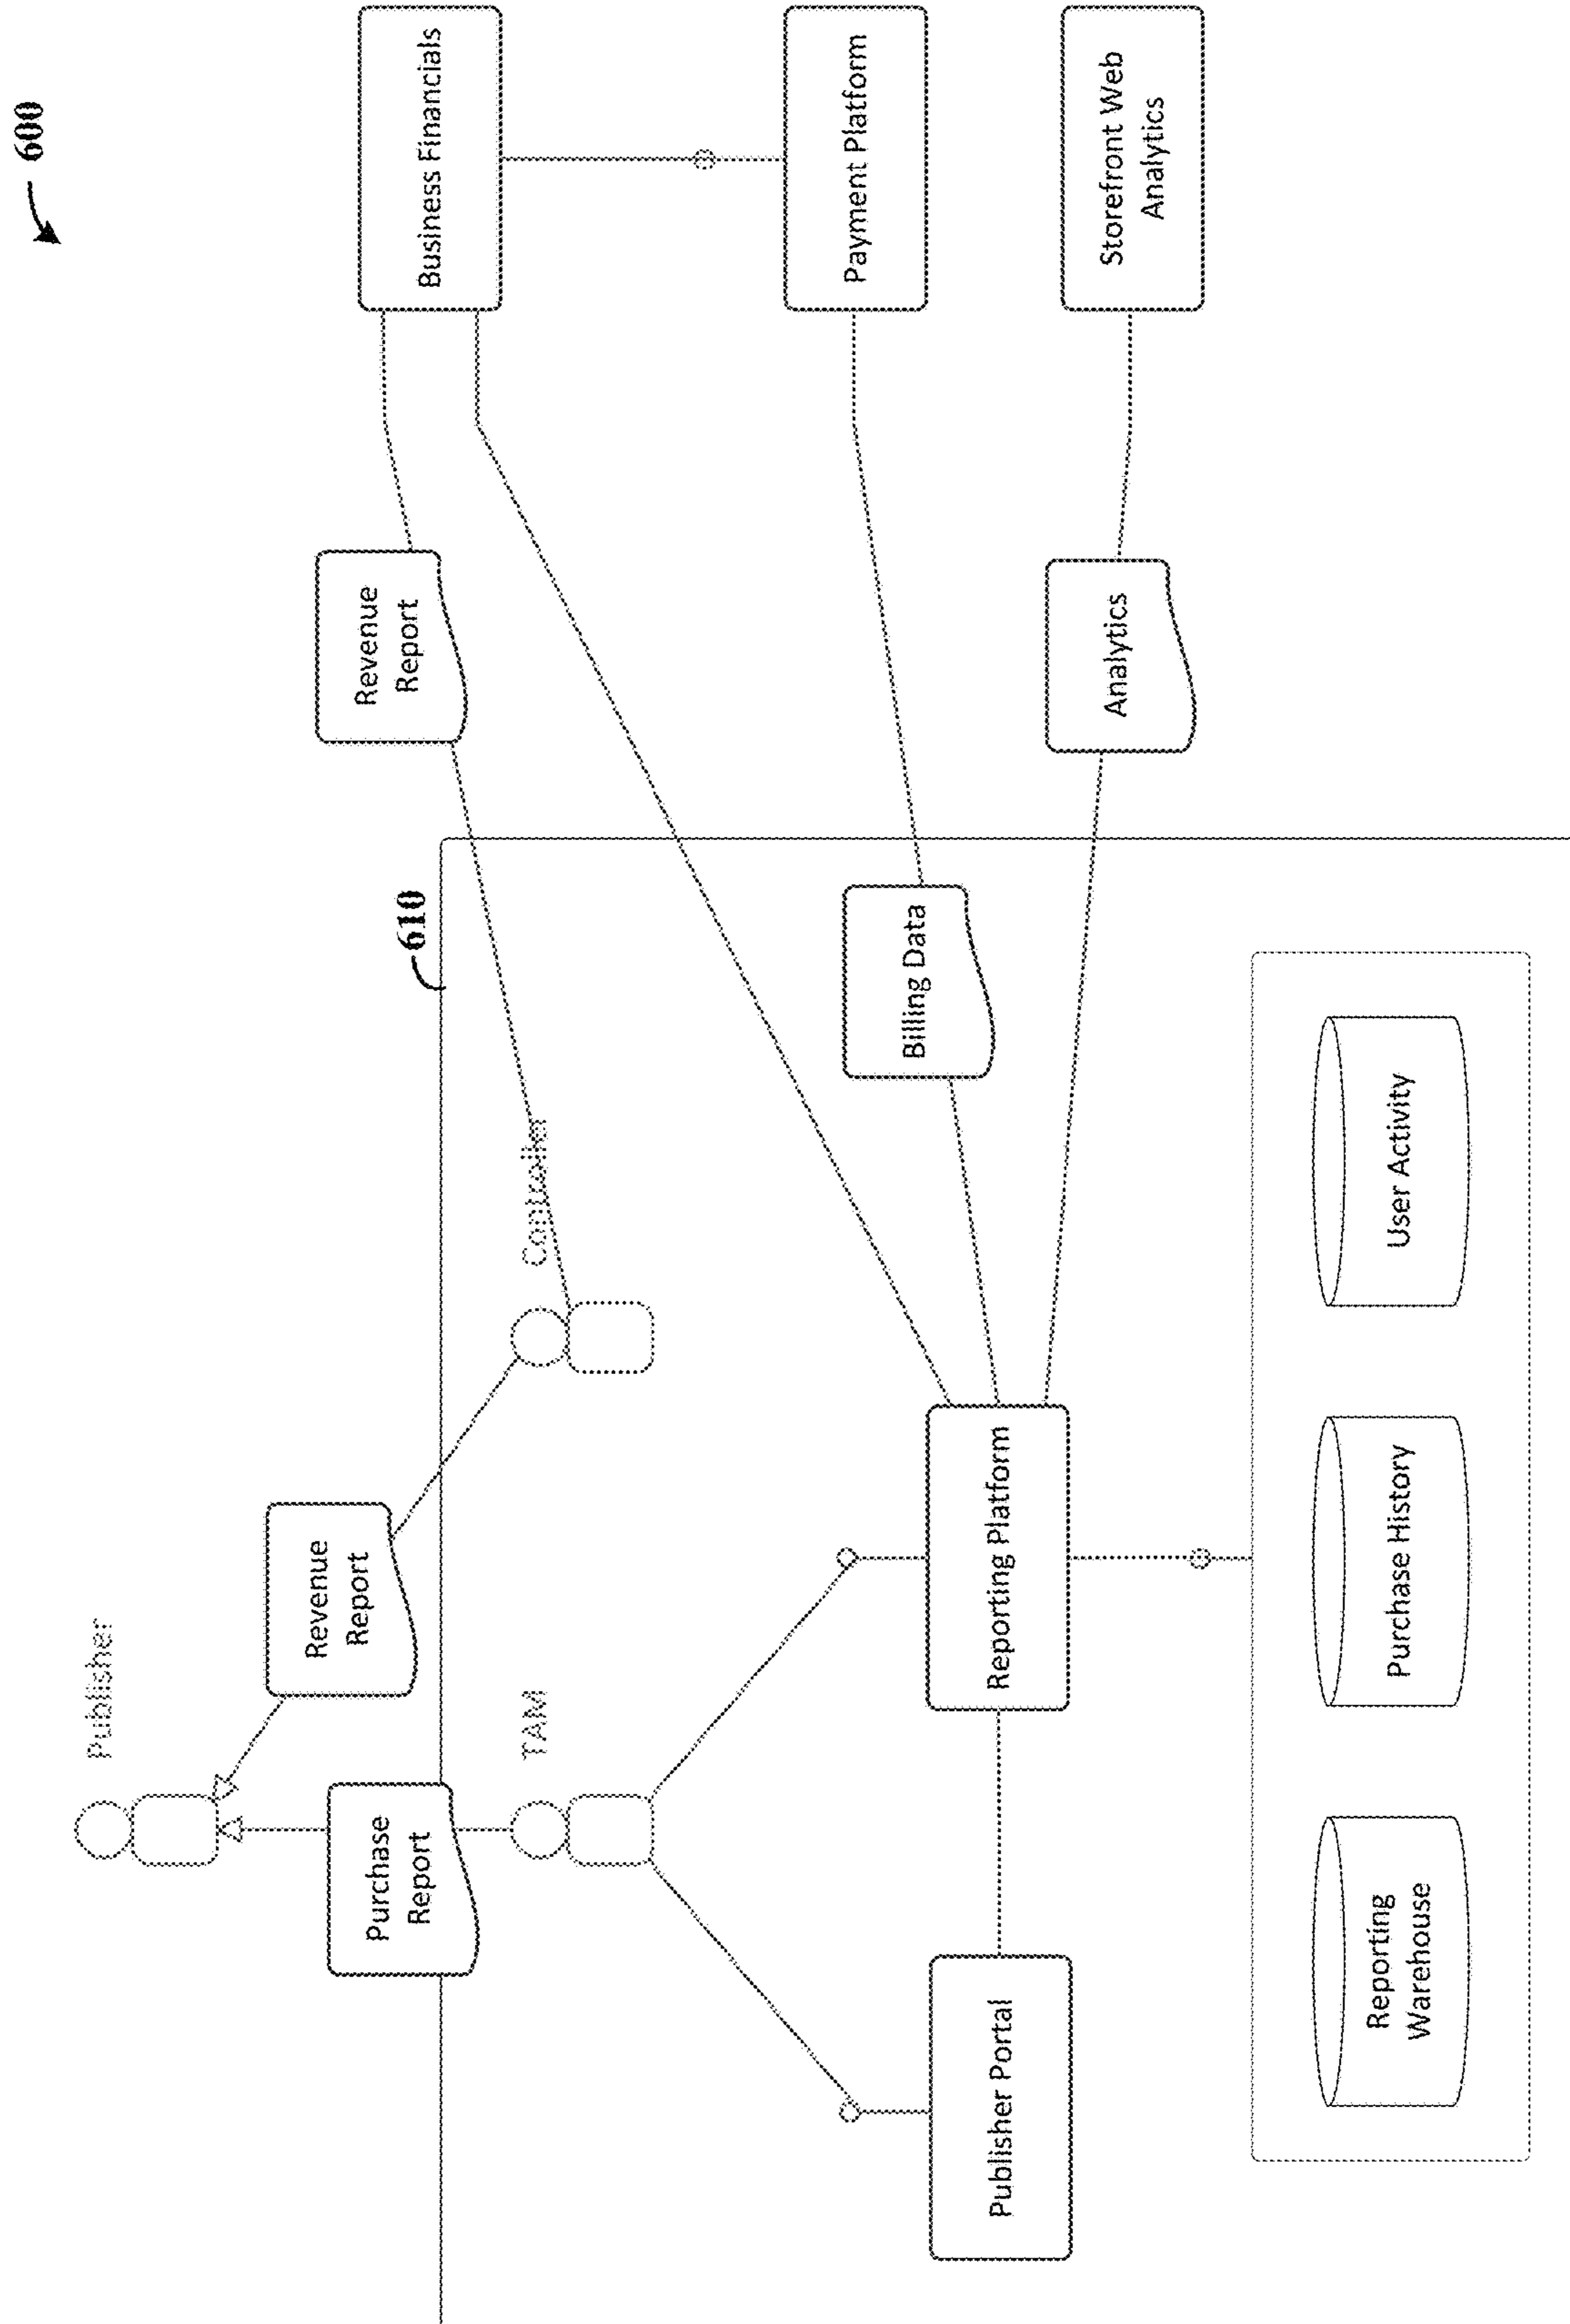 600
Publisher
Purchase
Report
Revenue
Report
Revenue
Report
Business Financials
610
TAM
Controller
Publisher Portal
Reporting Platform
Billing Data
Payment Platform
Analytics
Storefront Web
Analytics
Reporting
Warehouse
Purchase History
User Activity